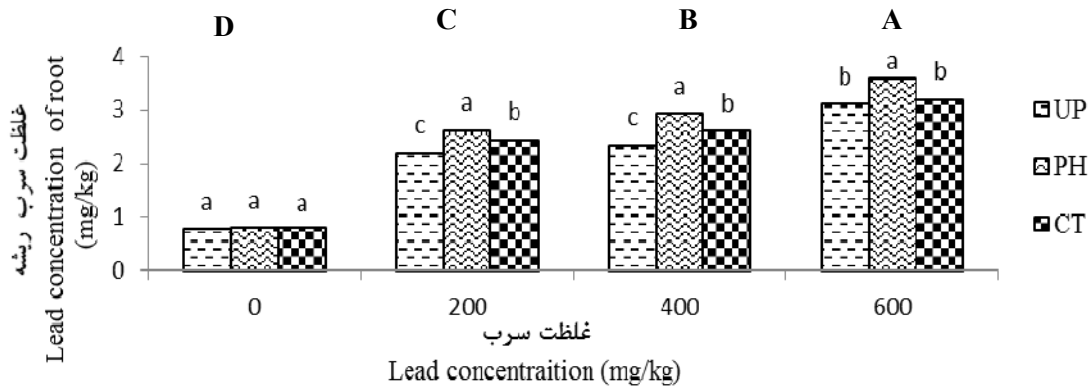 D C B A
4
3
2
1
0
a a a
c a b
c a b
b a b
UP
PH
CT
غلظت سرب ریشه
Lead concentration of root
(mg/kg)
0 200 400 600
غلظت سرب
Lead concentraition (mg/kg)